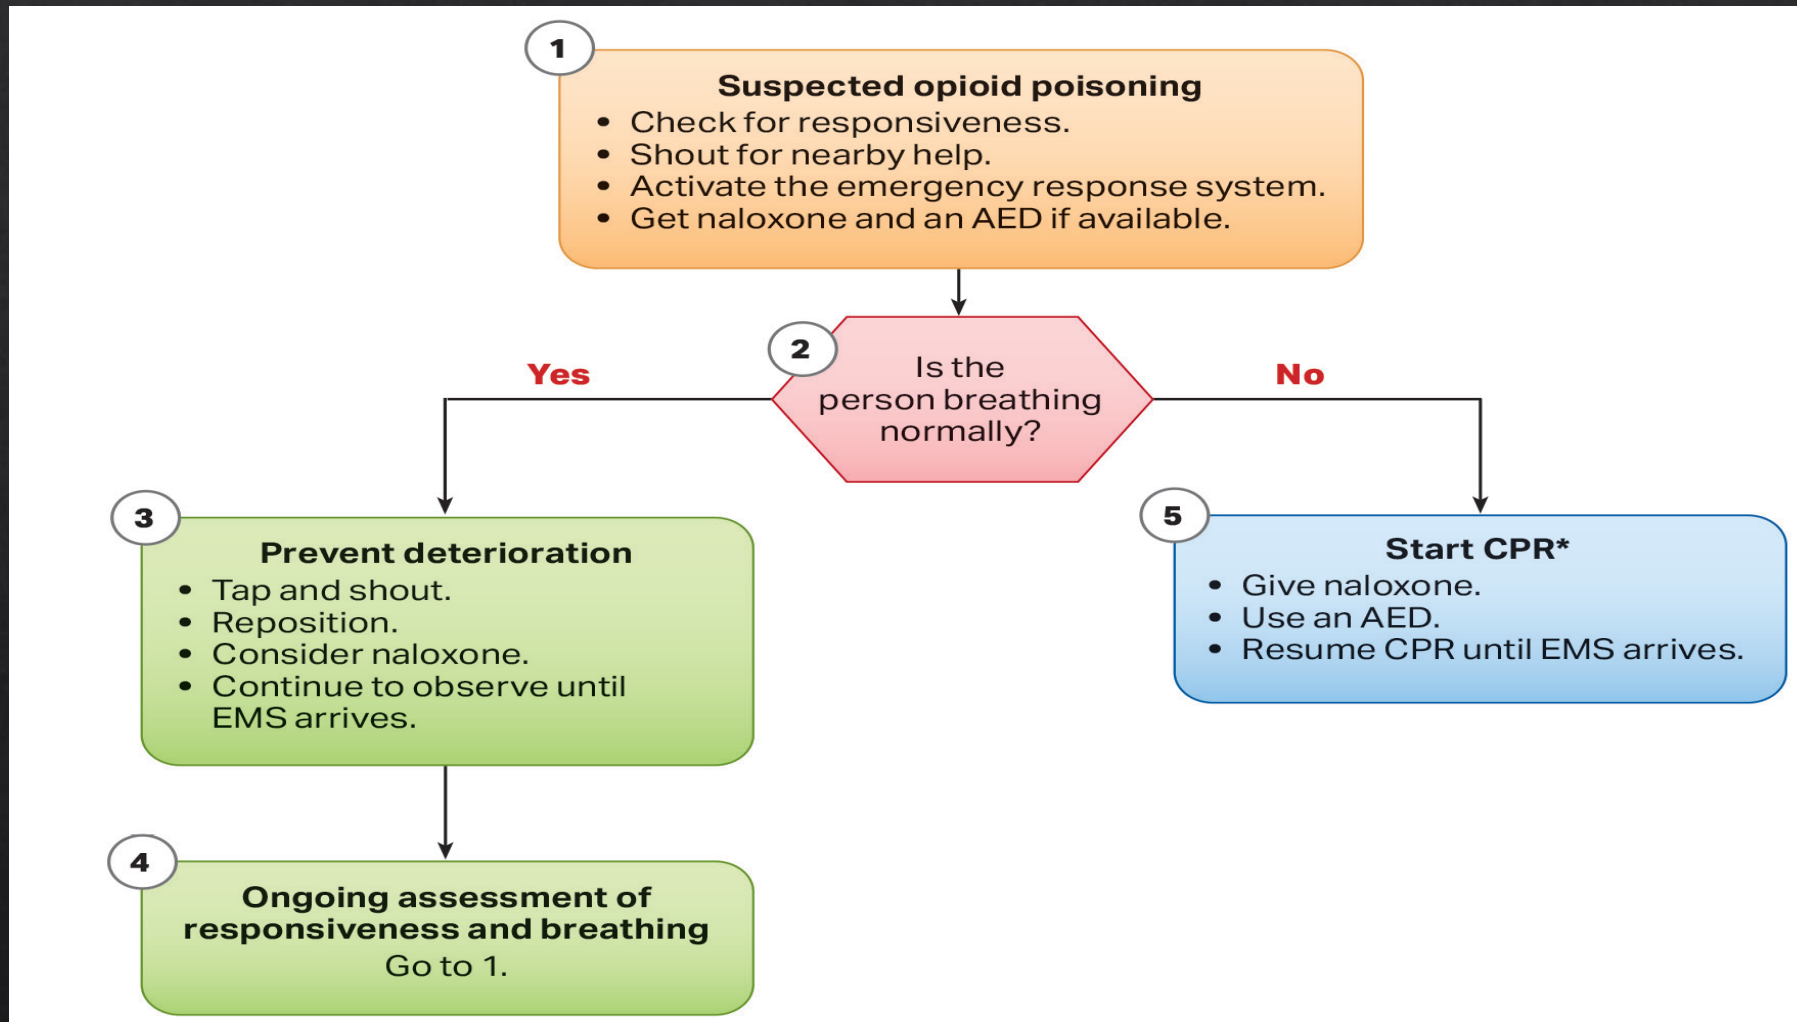 1
Suspected opioid poisoning
• Check for responsiveness.
• Shout for nearby help.
• Activate the emergency response system.
• Get naloxone and an AED if available.
2
Is the
person breathing
normally?
Yes
No
3
Prevent deterioration
• Tap and shout.
• Reposition.
• Consider naloxone.
• Continue to observe until
EMS arrives.
4
Ongoing assessment of
responsiveness and breathing
Go to 1.
5
Start CPR*
• Give naloxone.
• Use an AED.
• Resume CPR until EMS arrives.